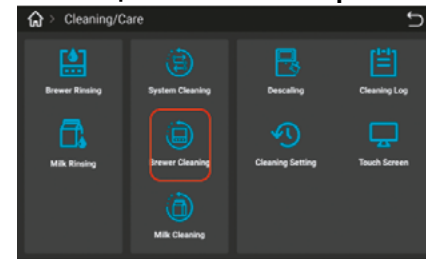 > Cleaning/Care
Brewer Rinsing
System Cleaning
Descaling
Cleaning Log
Milk Rinsing
Brewer Cleaning
Cleaning Setting
Touch Screen
Milk Cleaning